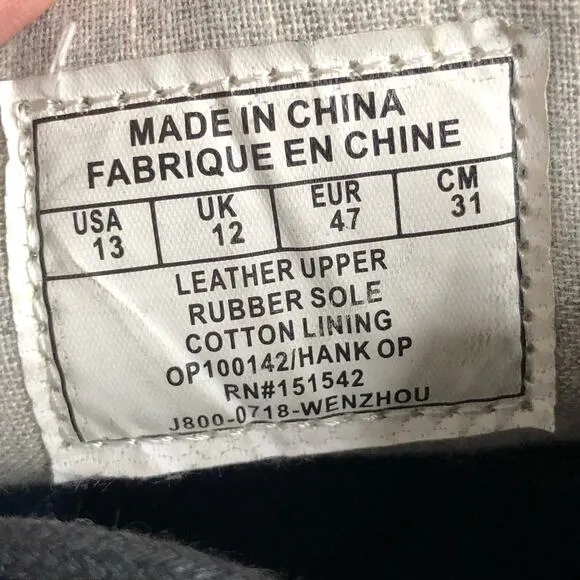 MADE IN CHINA
FABRIQUE EN CHINE
USA UK EUR CM
13 12 47 31
LEATHER UPPER
RUBBER SOLE
COTTON LINING
OP100142/HANK OP
RN#151542
J800-0718-WENZHOU